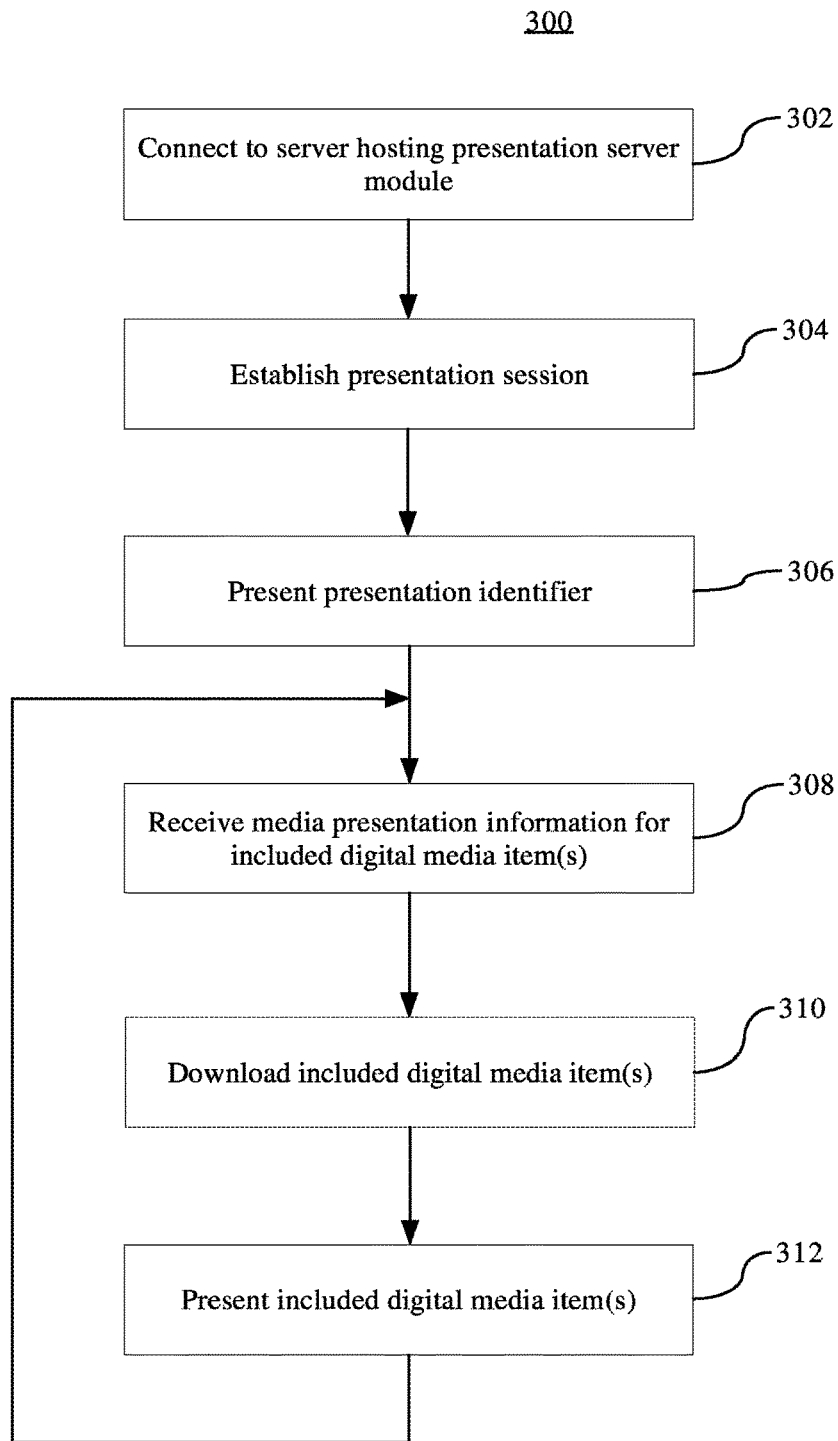 300
302
Connect to server hosting presentation server
module
304
Establish presentation session
306
Present presentation identifier
308
Receive media presentation information for
included digital media item(s)
310
Download included digital media item(s)
312
Present included digital media item(s)